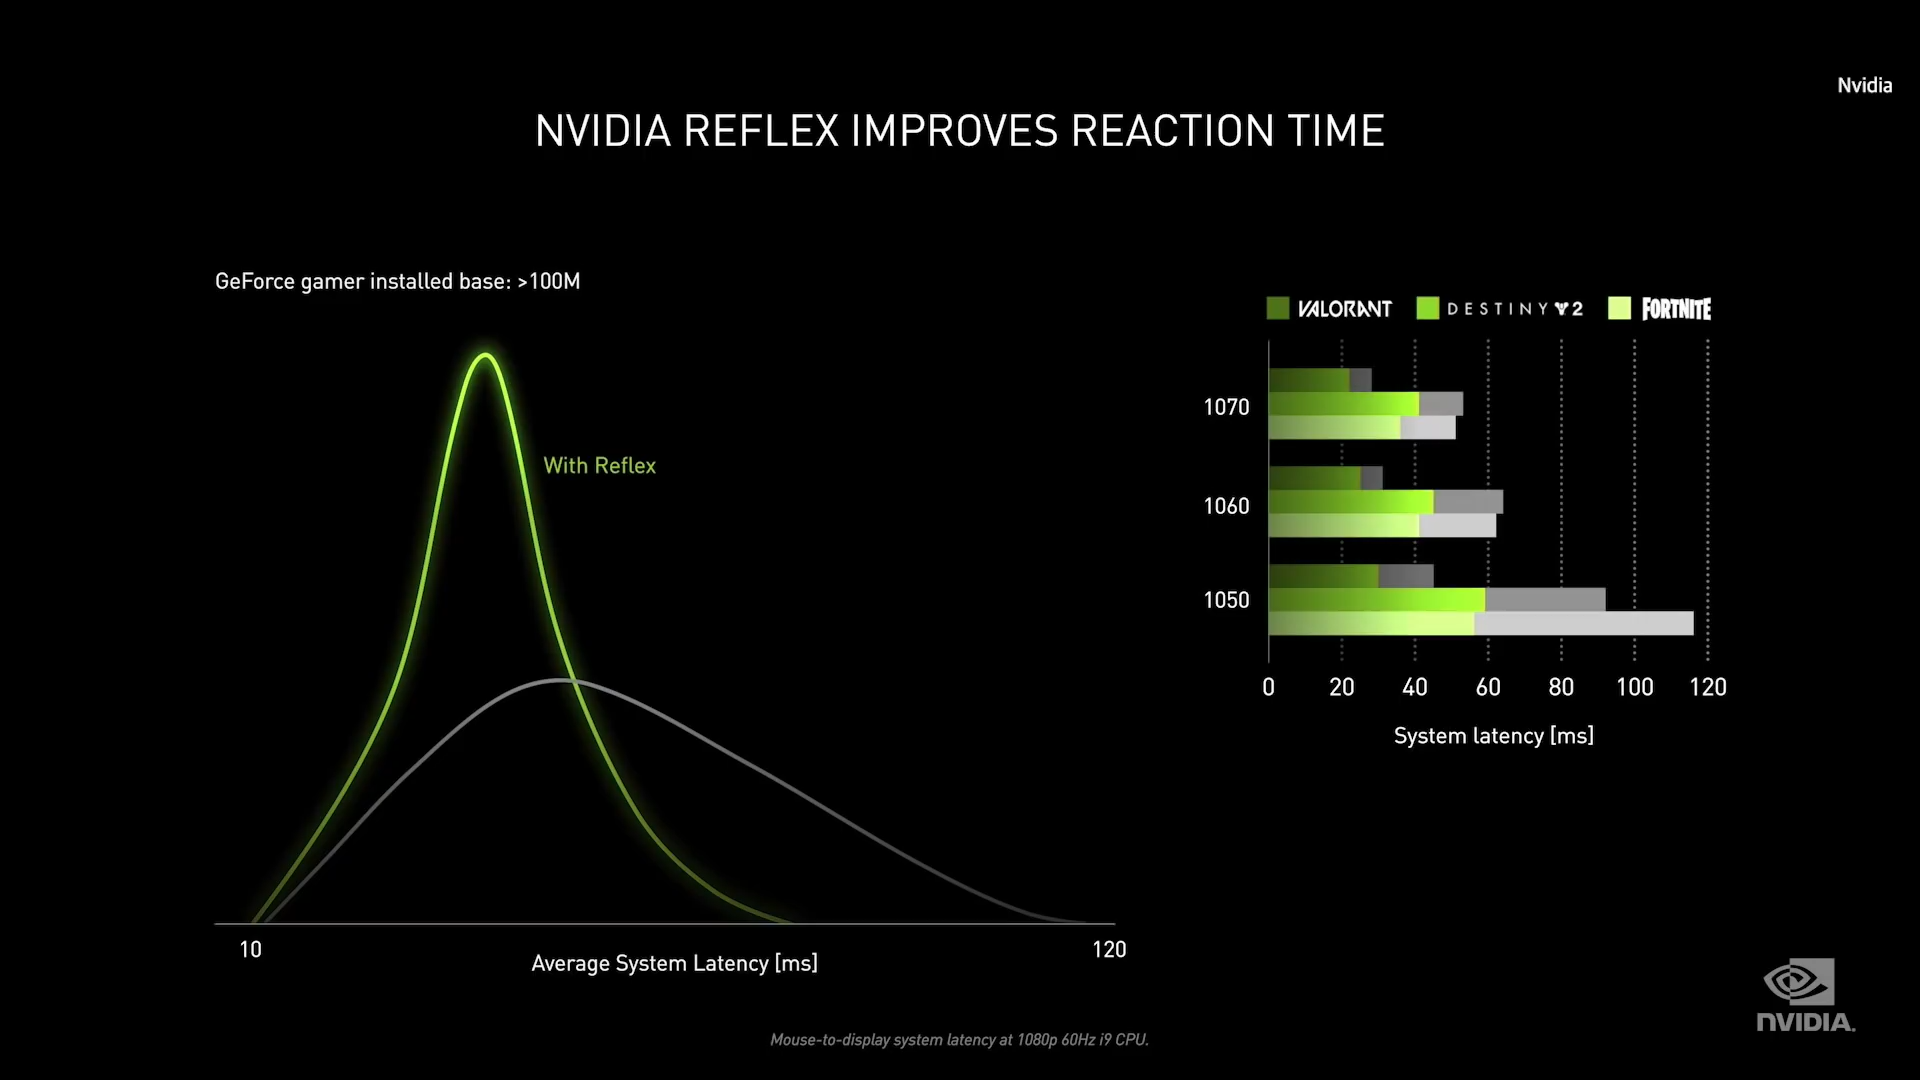 Nvidia
NVIDIA REFLEX IMPROVES REACTION TIME
GeForce gamer installed base: >100M
With Reflex
10
120
Average System Latency [ms]
VALORANT DESTINY 2 FORTNITE
1070
1060
1050
0 20 40 60 80 100 120
System latency [ms]
Mouse-to-display system latency at 1080p 60Hz i9 CPU.
NVIDIA.